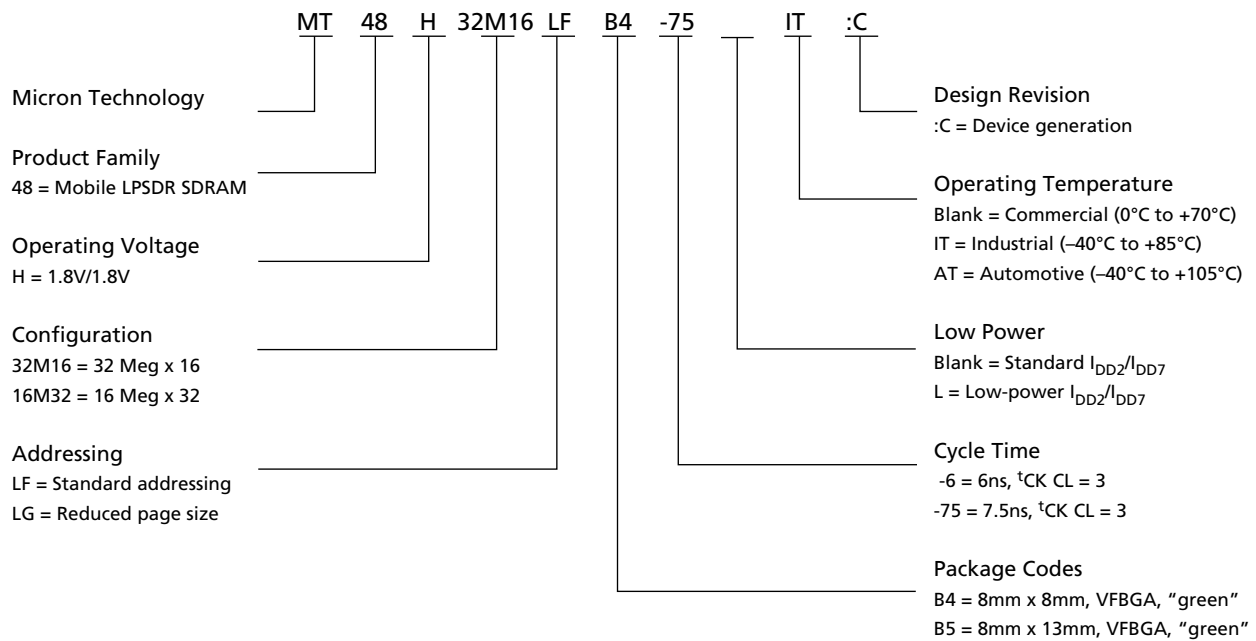 MT 48 H 32M16 LF B4 -75 IT :C
Micron Technology
Product Family
48 = Mobile LPSDR SDRAM
Operating Voltage
H = 1.8V/1.8V
Configuration
32M16 = 32 Meg x 16
16M32 = 16 Meg x 32
Addressing
LF = Standard addressing
LG = Reduced page size
Design Revision
:C = Device generation
Operating Temperature
Blank = Commercial (0°C to +70°C)
IT = Industrial (–40°C to +85°C)
AT = Automotive (–40°C to +105°C)
Low Power
Blank = Standard IDD2/IDD7
L = Low-power IDD2/IDD7
Cycle Time
-6 = 6ns, tCK CL = 3
-75 = 7.5ns, tCK CL = 3
Package Codes
B4 = 8mm x 8mm, VFBGA, “green”
B5 = 8mm x 13mm, VFBGA, “green”